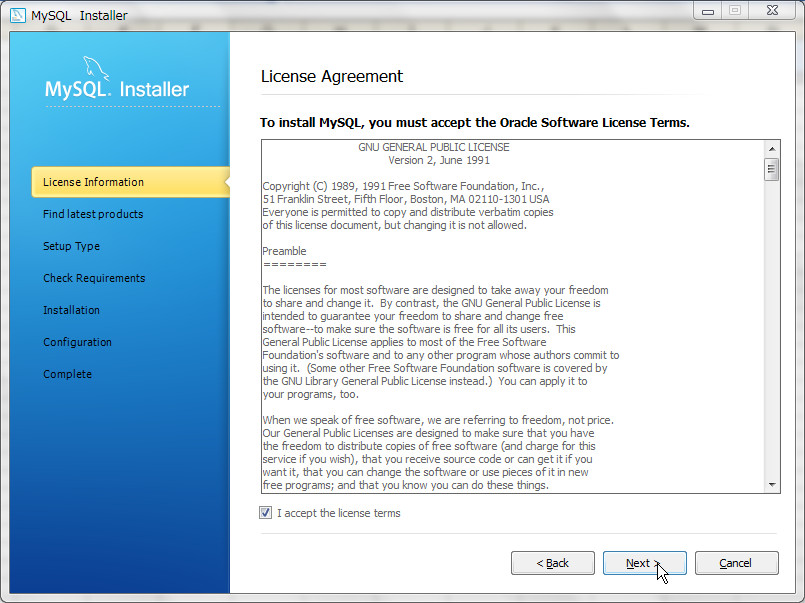 MySQL Installer
MySQL. Installer
License Information
Find latest products
Setup Type
Check Requirements
Installation
Configuration
Complete
License Agreement
To install MySQL, you must accept the Oracle Software License Terms.
GNU GENERAL PUBLIC LICENSE
Version 2, June 1991
Copyright (C) 1989, 1991 Free Software Foundation, Inc.,
51 Franklin Street, Fifth Floor, Boston, MA 02110-1301 USA
Everyone is permitted to copy and distribute verbatim copies
of this license document, but changing it is not allowed.
Preamble
========
The licenses for most software are designed to take away your freedom
to share and change it. By contrast, the GNU General Public License is
intended to guarantee your freedom to share and change free
software--to make sure the software is free for all its users. This
General Public License applies to most of the Free Software
Foundation's software and to any other program whose authors commit to
using it. (Some other Free Software Foundation software is covered by
the GNU Library General Public License instead.) You can apply it to
your programs, too.
When we speak of free software, we are referring to freedom, not price.
Our General Public Licenses are designed to make sure that you have
the freedom to distribute copies of free software (and charge for this
service if you wish), that you receive source code or can get it if you
want it, that you can change the software or use pieces of it in new
free programs; and that you know you can do these things.
I accept the license terms
< Back
Next >
Cancel